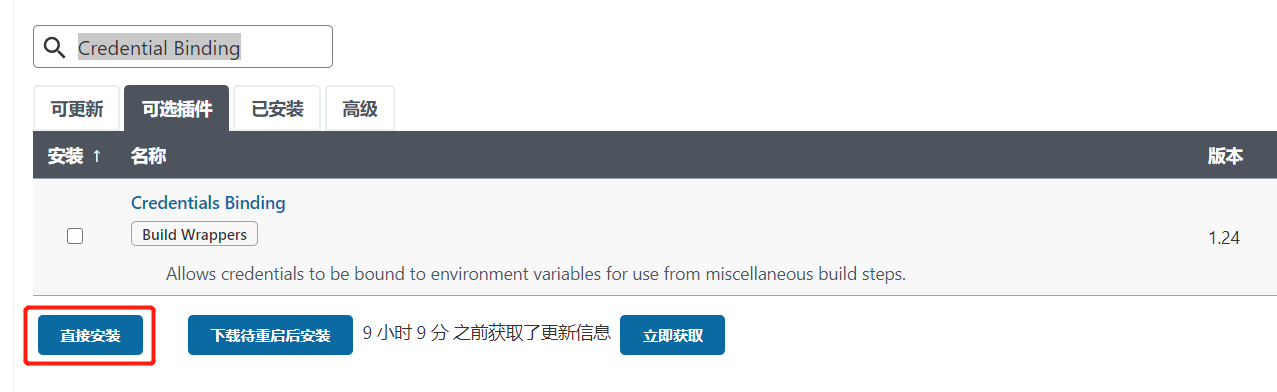 Credential Binding
可更新 可选插件 已安装 高级
安装 ↑ 名称 版本
Credentials Binding
Build Wrappers
1.24
Allows credentials to be bound to environment variables for use from miscellaneous build steps.
直接安装 下载待重启后安装 9 小时 9 分 之前获取了更新信息 立即获取